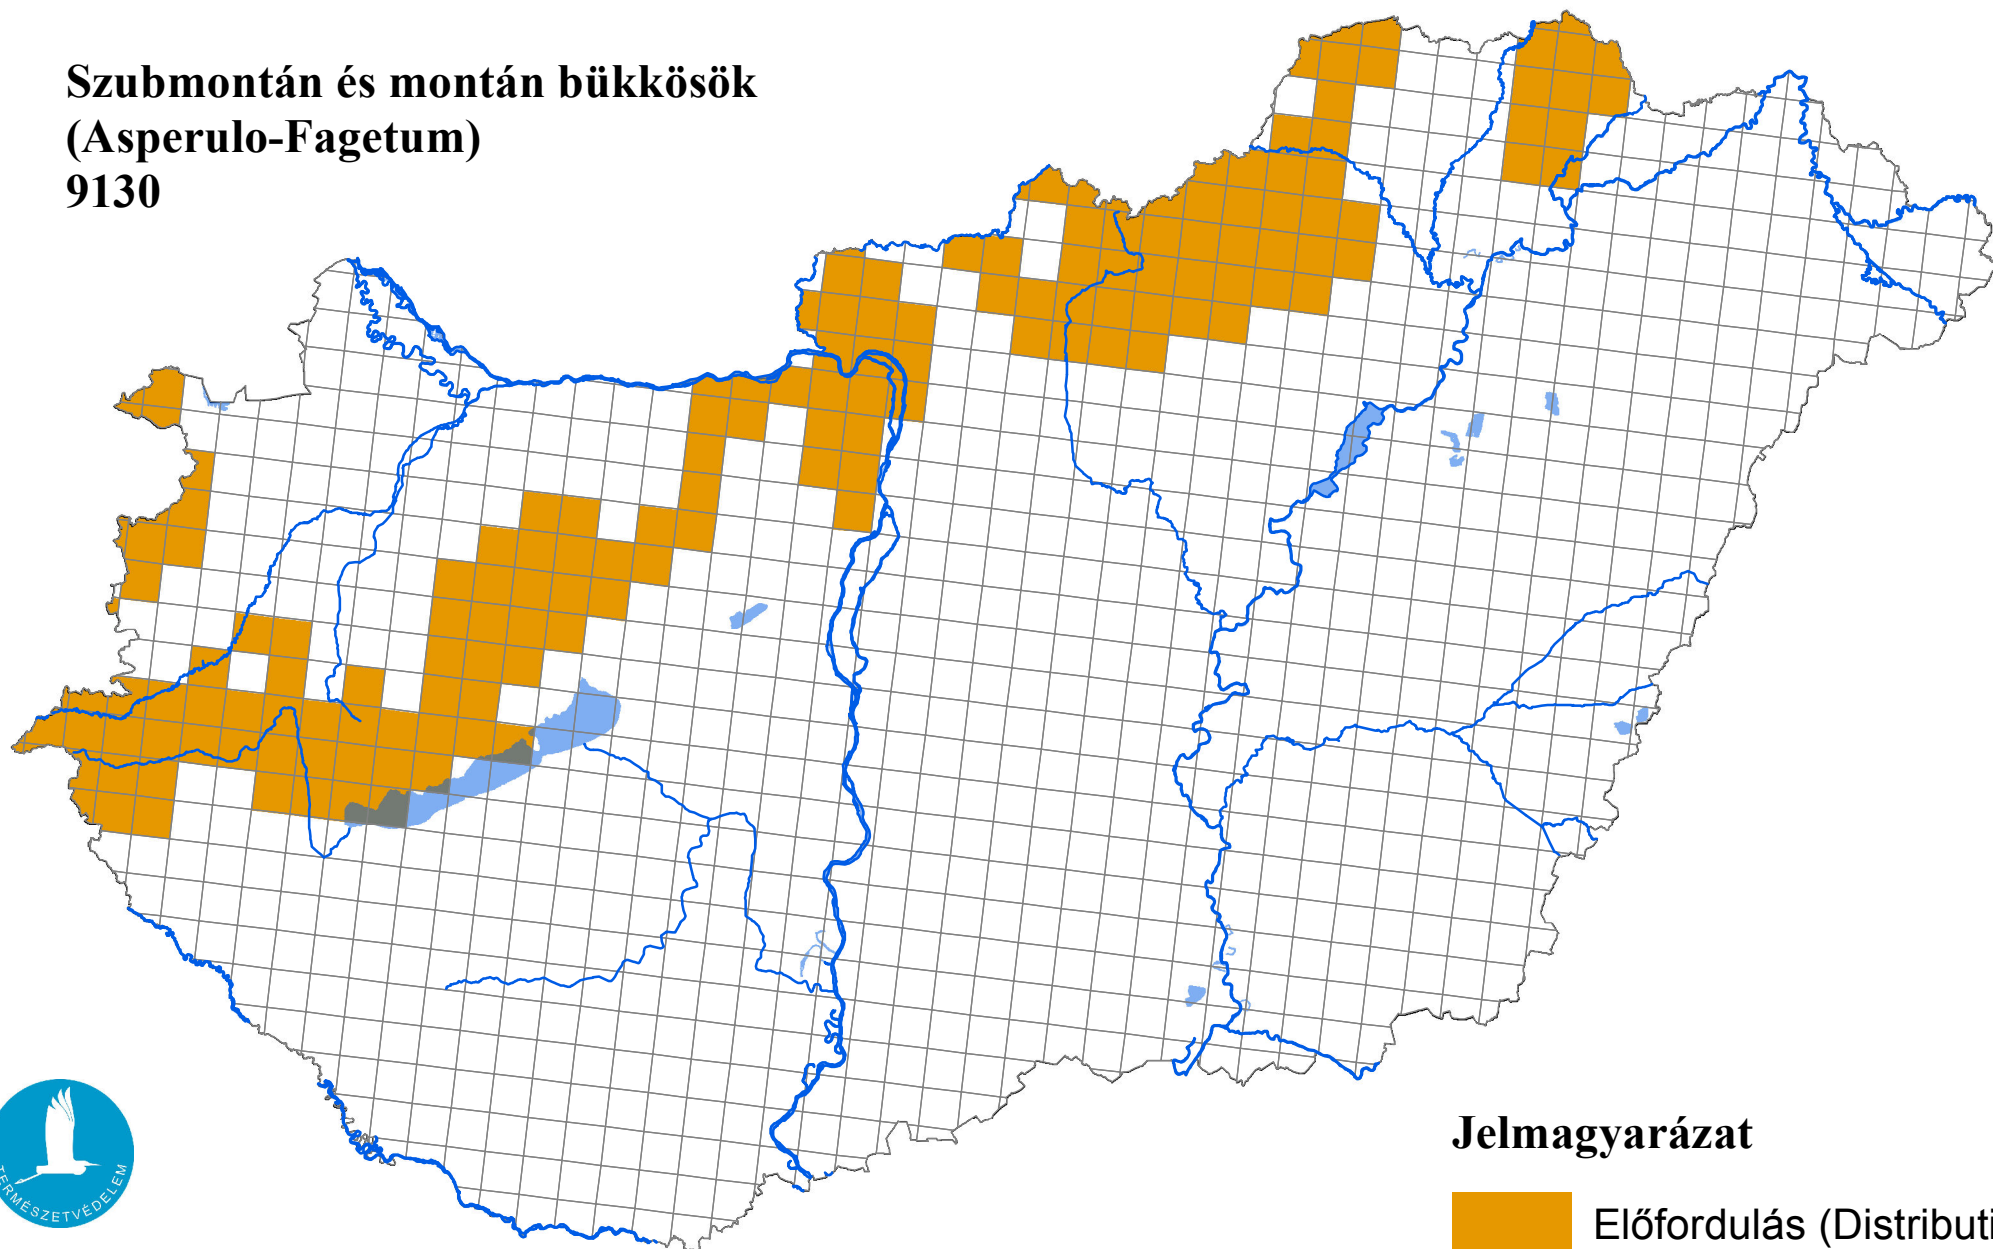 Szubmontán és montán bükkösök
(Asperulo-Fagetum)
9130
TERMÉSZETVÉDELEM
Jelmagyarázat
Előfordulás (Distributi